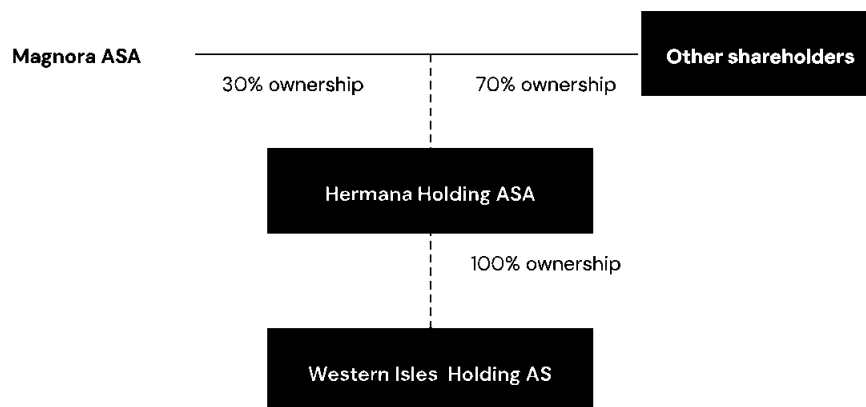 Magnora ASA
Other shareholders
30% ownership
70% ownership
Hermana Holding ASA
100% ownership
Western Isles Holding AS